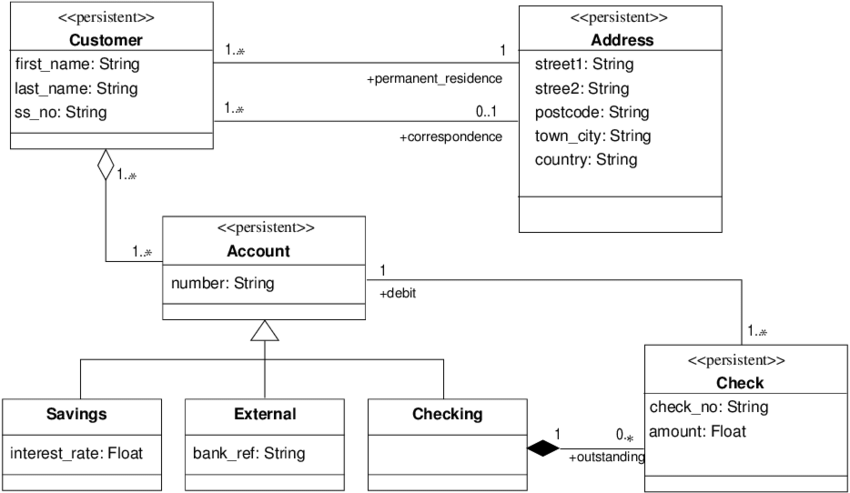 <<persistent>>
Customer
first_name: String
last_name: String
ss_no: String
1..*
1
+permanent_residence
1..*
0..1
+correspondence
<<persistent>>
Address
street1: String
stree2: String
postcode: String
town_city: String
country: String
1..*
1..*
<<persistent>>
Account
number: String
1
+debit
1..*
<<persistent>>
Check
check_no: String
amount: Float
Savings
interest_rate: Float
External
bank_ref: String
Checking
1
0..*
+outstanding